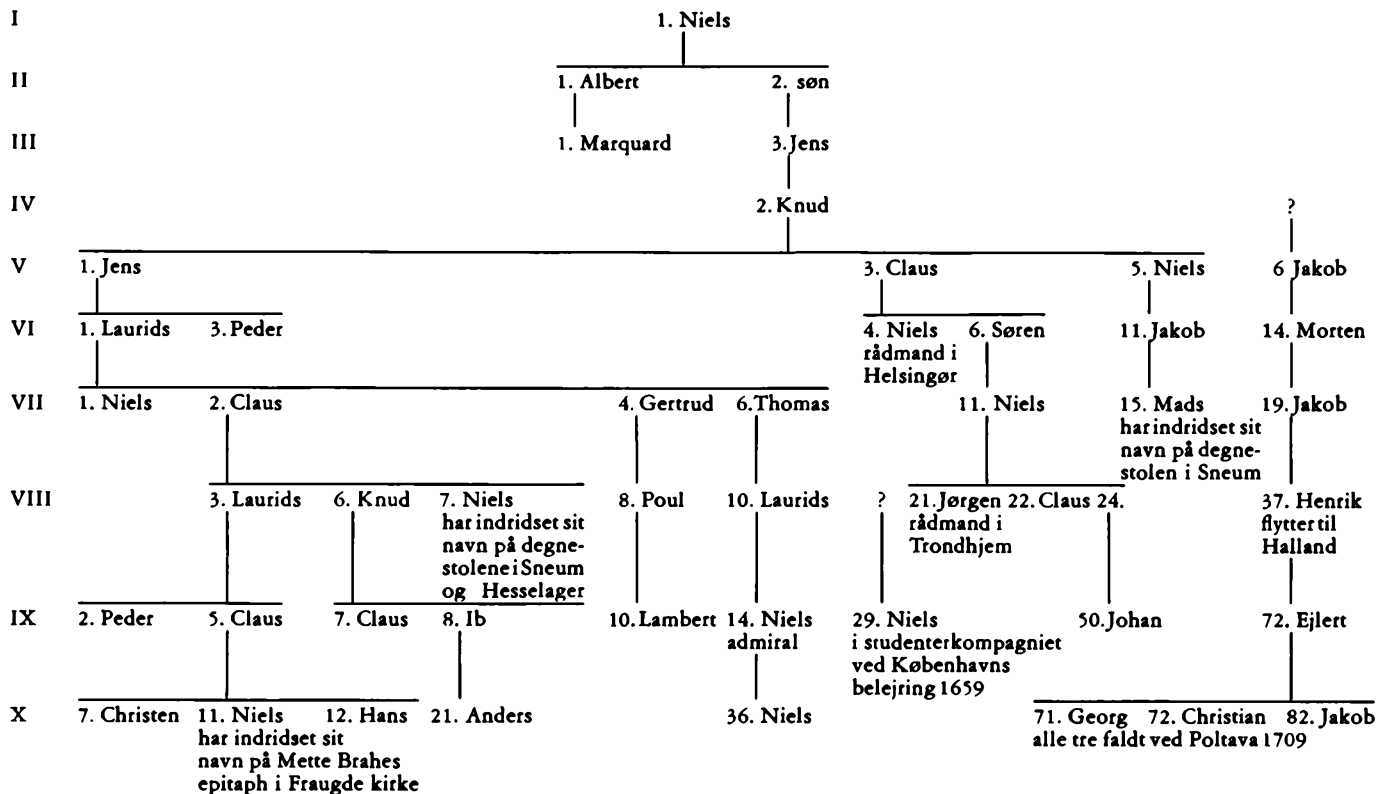 I 1. Niels
II 1. Albert 2. søn
III 1. Marquard 3. Jens
IV 2. Knud ?
V 1. Jens 3. Claus 5. Niels 6 Jakob
VI 1. Laurids 3. Peder 4. Niels 6. Søren 11. Jakob 14. Morten
rådmand i
Helsingør
VII 1. Niels 2. Claus 4. Gertrud 6. Thomas 11. Niels 15. Mads 19. Jakob
har indridset sit
navn på degne-
stolen i Sneum
VIII 3. Laurids 6. Knud 7. Niels 8. Poul 10. Laurids ? 21. Jørgen 22. Claus 24. 37. Henrik
har indridset sit rådmand i flytter til
navn på degne- Trondhjem Halland
stolene i Sneum
og Hesselager
IX 2. Peder 5. Claus 7. Claus 8. Ib 10. Lambert 14. Niels 29. Niels 50. Johan 72. Ejlert
admiral i studenterkompagniet
ved Københavns
belejring 1659
X 7. Christen 11. Niels 12. Hans 21. Anders 36. Niels 71. Georg 72. Christian 82. Jakob
har indridset sit alle tre faldt ved Poltava 1709
navn på Mette Brahes
epitaph i Fraugde kirke